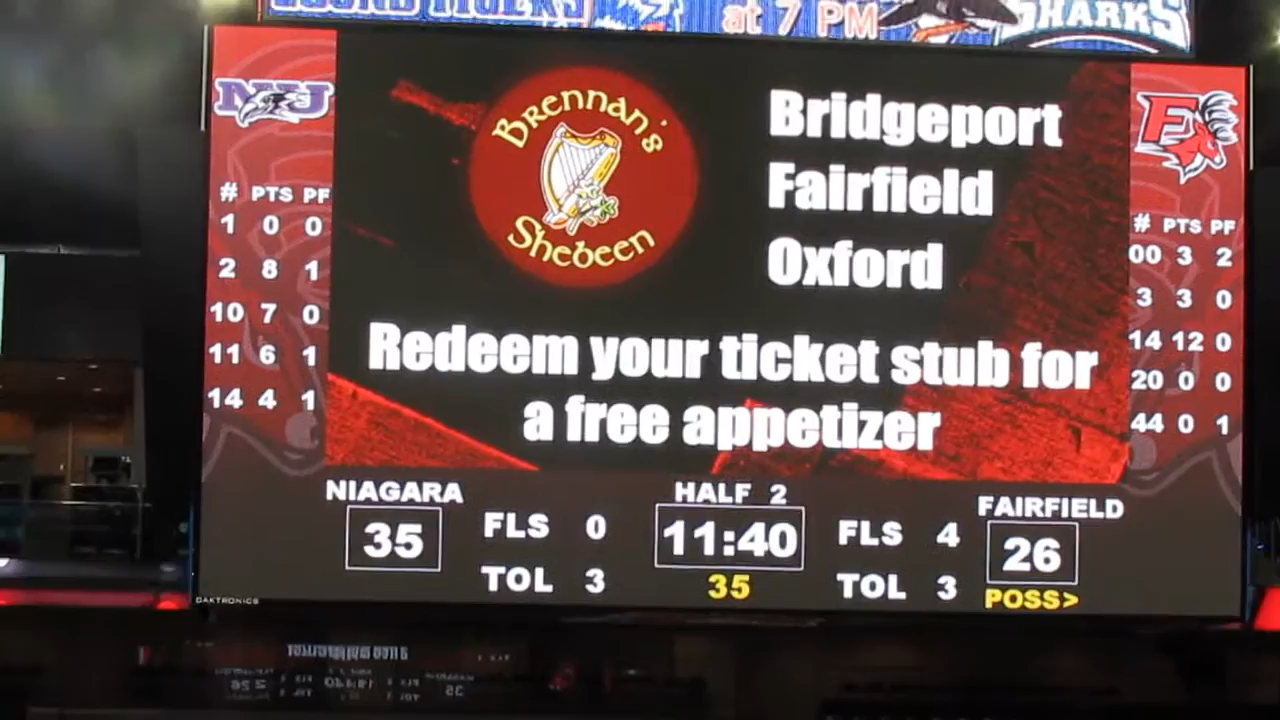 at 7 PM
SHARKS
NU
# PTS PF
1 0 0
2 8 1
10 7 0
11 6 1
14 4 1
Brennan's
Shebeen
Bridgeport
Fairfield
Oxford
Redeem your ticket stub for
a free appetizer
F
# PTS PF
00 3 2
3 3 0
14 12 0
20 0 0
44 0 1
NIAGARA
35
FLS 0
TOL 3
HALF 2
11:40
35
FLS 4
TOL 3
FAIRFIELD
26
POSS>
DAKTRONICS